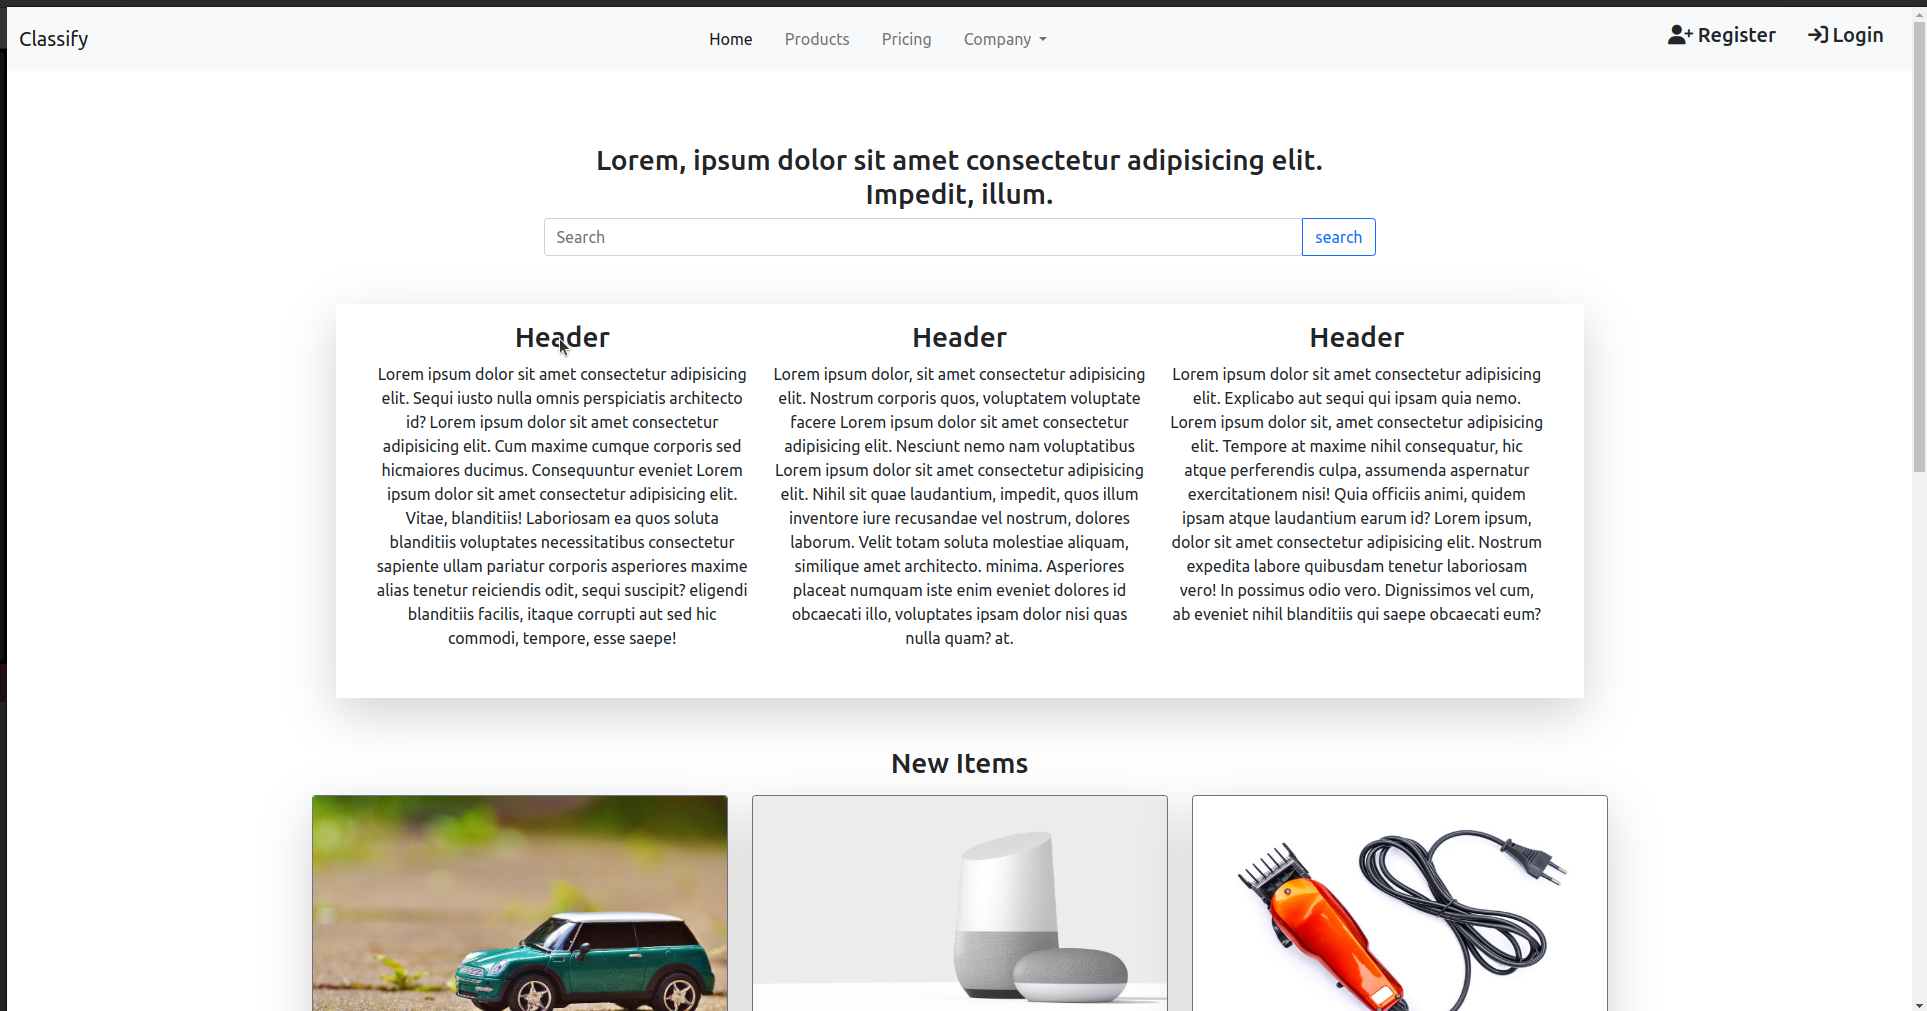 Classify
Home Products Pricing Company
Register Login
Lorem, ipsum dolor sit amet consectetur adipisicing elit.
Impedit, illum.
Search
search
Header
Lorem ipsum dolor sit amet consectetur adipisicing
elit. Sequi iusto nulla omnis perspiciatis architecto
id? Lorem ipsum dolor sit amet consectetur
adipisicing elit. Cum maxime cumque corporis sed
hicmaiores ducimus. Consequuntur eveniet Lorem
ipsum dolor sit amet consectetur adipisicing elit.
Vitae, blanditiis! Laboriosam ea quos soluta
blanditiis voluptates necessitatibus consectetur
sapiente ullam pariatur corporis asperiores maxime
alias tenetur reiciendis odit, sequi suscipit? eligendi
blanditiis facilis, itaque corrupti aut sed hic
commodi, tempore, esse saepe!
Header
Lorem ipsum dolor, sit amet consectetur adipisicing
elit. Nostrum corporis quos, voluptatem voluptate
facere Lorem ipsum dolor sit amet consectetur
adipisicing elit. Nesciunt nemo nam voluptatibus
Lorem ipsum dolor sit amet consectetur adipisicing
elit. Nihil sit quae laudantium, impedit, quos illum
inventore iure recusandae vel nostrum, dolores
laborum. Velit totam soluta molestiae aliquam,
similique amet architecto. minima. Asperiores
placeat numquam iste enim eveniet dolores id
obcaecati illo, voluptates ipsam dolor nisi quas
nulla quam? at.
Header
Lorem ipsum dolor sit amet consectetur adipisicing
elit. Explicabo aut sequi qui ipsam quia nemo.
Lorem ipsum dolor sit, amet consectetur adipisicing
elit. Tempore at maxime nihil consequatur, hic
atque perferendis culpa, assumenda aspernatur
exercitationem nisi! Quia officiis animi, quidem
ipsam atque laudantium earum id? Lorem ipsum,
dolor sit amet consectetur adipisicing elit. Nostrum
expedita labore quibusdam tenetur laboriosam
vero! In possimus odio vero. Dignissimos vel cum,
ab eveniet nihil blanditiis qui saepe obcaecati eum?
New Items